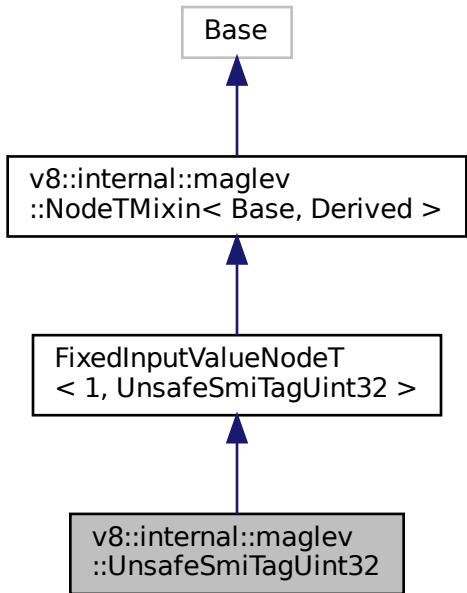 Base
v8::internal::maglev
::NodeTMixin< Base, Derived >
FixedInputValueNodeT
< 1, UnsafeSmiTagUint32 >
v8::internal::maglev
::UnsafeSmiTagUint32